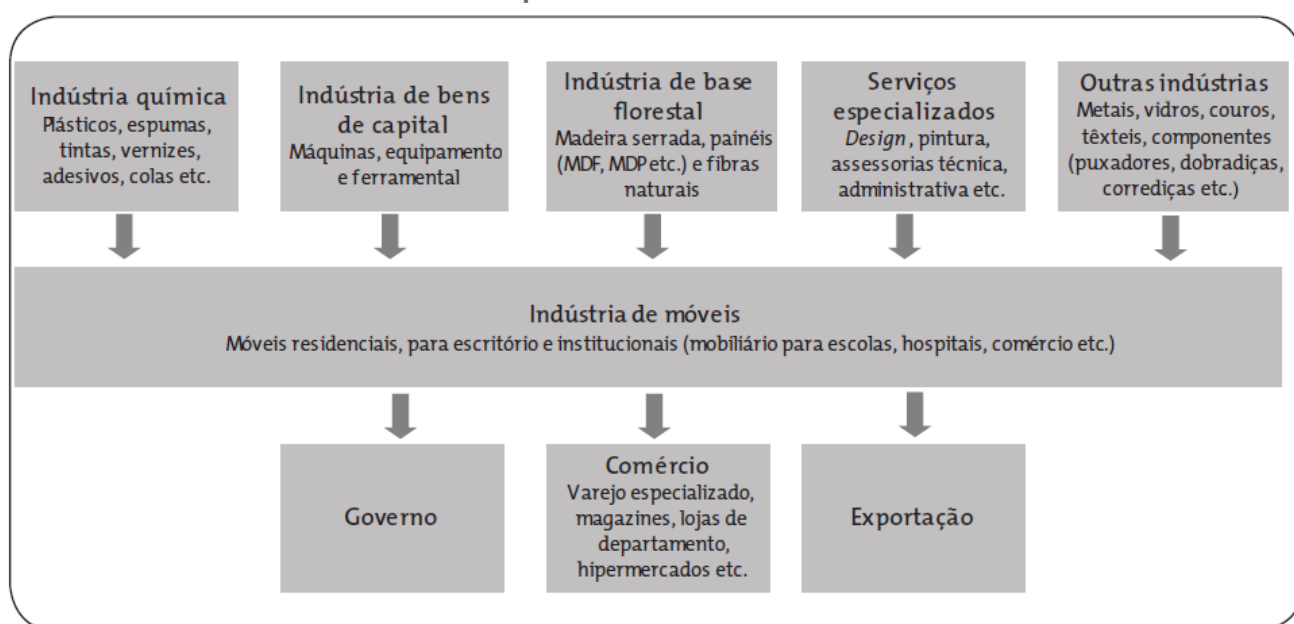 Indústria química
Plásticos, espumas,
tintas, vernizes,
adesivos, colas etc.
Indústria de bens
de capital
Máquinas, equipamento
e ferramental
Indústria de base
florestal
Madeira serrada, painéis
(MDF, MDP etc.) e fibras
naturais
Serviços
especializados
Design, pintura,
assessorias técnica,
administrativa etc.
Outras indústrias
Metais, vidros, couros,
têxteis, componentes
(puxadores, dobradiças,
corrediças etc.)
Indústria de móveis
Móveis residenciais, para escritório e institucionais (mobiliário para escolas, hospitais, comércio etc.)
Governo
Comércio
Varejo especializado,
magazines, lojas de
departamento,
hipermercados etc.
Exportação